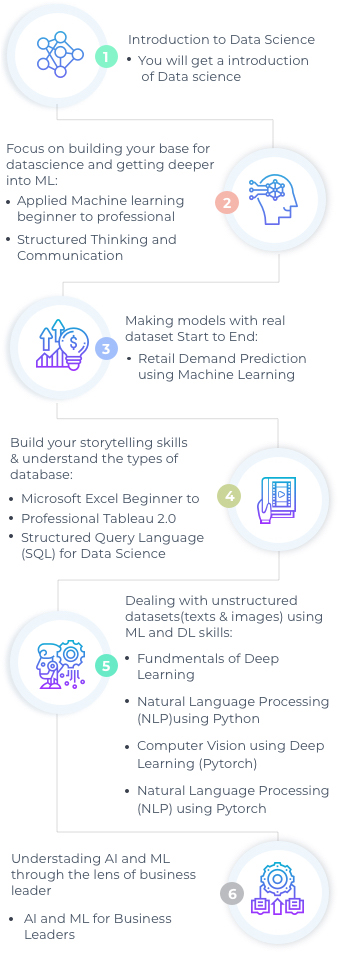 Introduction to Data Science
• You will get a introduction
of Data science
1
Focus on building your base for
datascience and getting deeper
into ML:
• Applied Machine learning
beginner to professional
• Structured Thinking and
Communication
2
Making models with real
dataset Start to End:
• Retail Demand Prediction
using Machine Learning
3
Build your storytelling skills
& understand the types of
database:
• Microsoft Excel Beginner to
• Professional Tableau 2.0
• Structured Query Language
(SQL) for Data Science
4
Dealing with unstructured
datasets(texts & images) using
ML and DL skills:
• Fundmentals of Deep
Learning
• Natural Language Processing
(NLP)using Python
• Computer Vision using Deep
Learning (Pytorch)
• Natural Language Processing
(NLP) using Pytorch
5
Understading AI and ML
through the lens of business
leader
• AI and ML for Business
Leaders
6